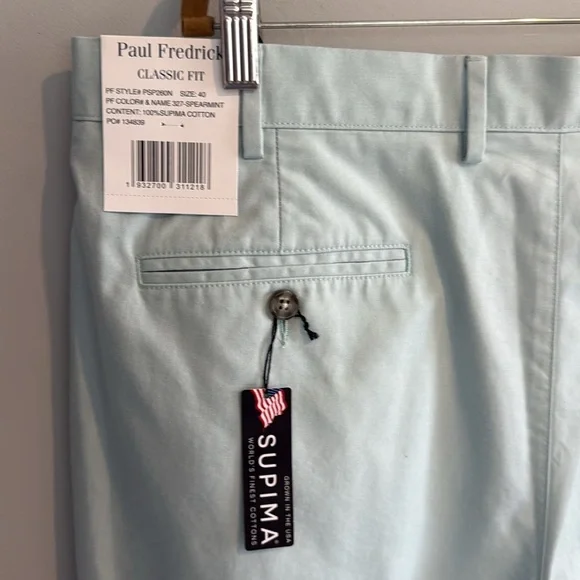 Paul Fredrick
CLASSIC FIT
PF STYLE# PSP260N SIZE: 40
PF COLOR# & NAME 327-SPEARMINT
CONTENT: 100%SUPIMA COTTON
PO# 134839
1 932700 311218
GROWN IN THE USA
SUPIMA®
WORLD'S FINEST COTTONS